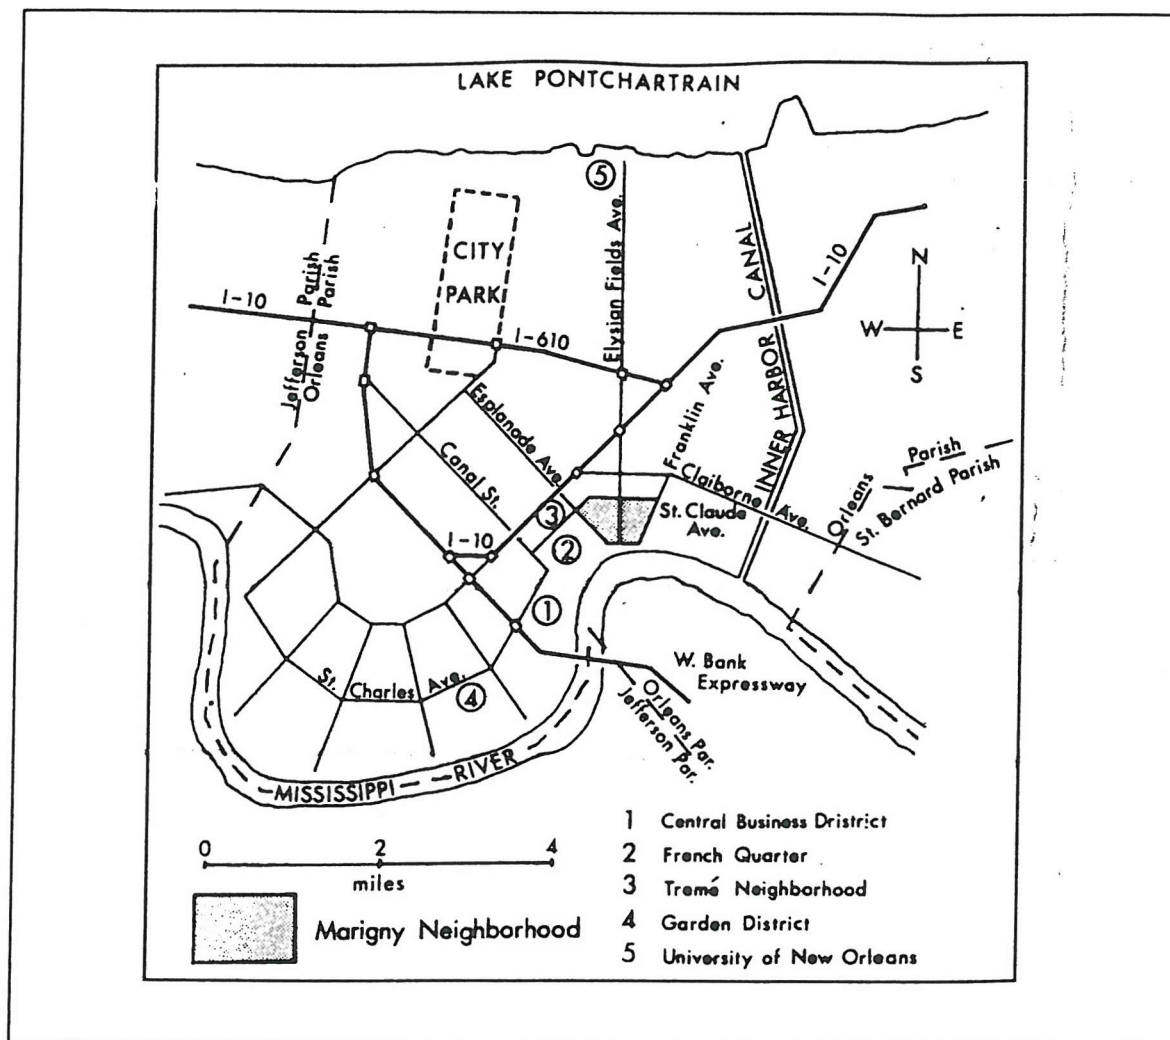 LAKE PONTCHARTRAIN
5
CITY
PARK
Elysian Fields Ave.
INNER HARBOR CANAL
I-10
N
W E
S
I-10
Jefferson Parish
Orleans Parish
I-610
Esplanade Ave.
Franklin Ave.
Canal St.
Claiborne Ave.
Orleans Parish
St. Bernard Parish
3
St. Claude
Ave.
I-10
2
1
W. Bank
Expressway
St. Charles Ave.
4
Orleans Par.
Jefferson Par.
MISSISSIPPI RIVER
0 2 4
miles
Marigny Neighborhood
1 Central Business Dristrict
2 French Quarter
3 Tremé Neighborhood
4 Garden District
5 University of New Orleans